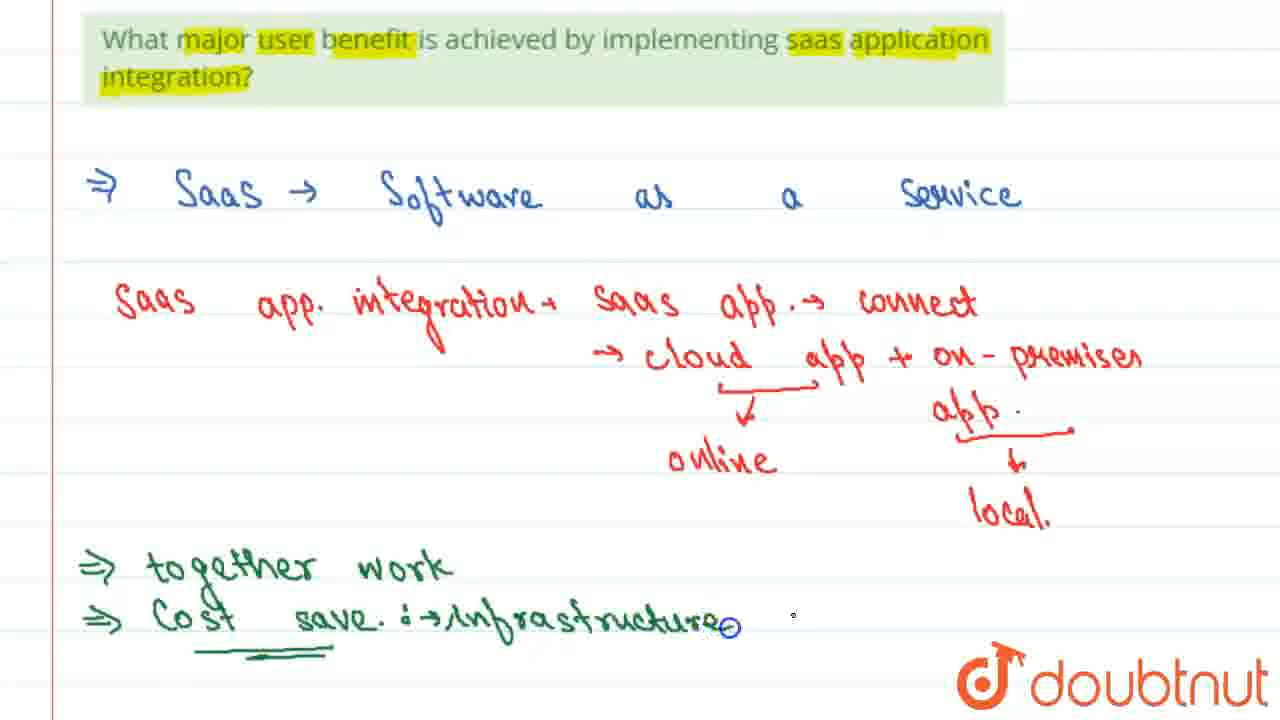 What major user benefit is achieved by implementing saas application
integration?
⇒ SaaS → Software as a service
SaaS app. integration → SaaS app. → connect
→ cloud app + on-premises
app.
online
local.
⇒ together work
⇒ Cost save. : → infrastructure
doubtnut